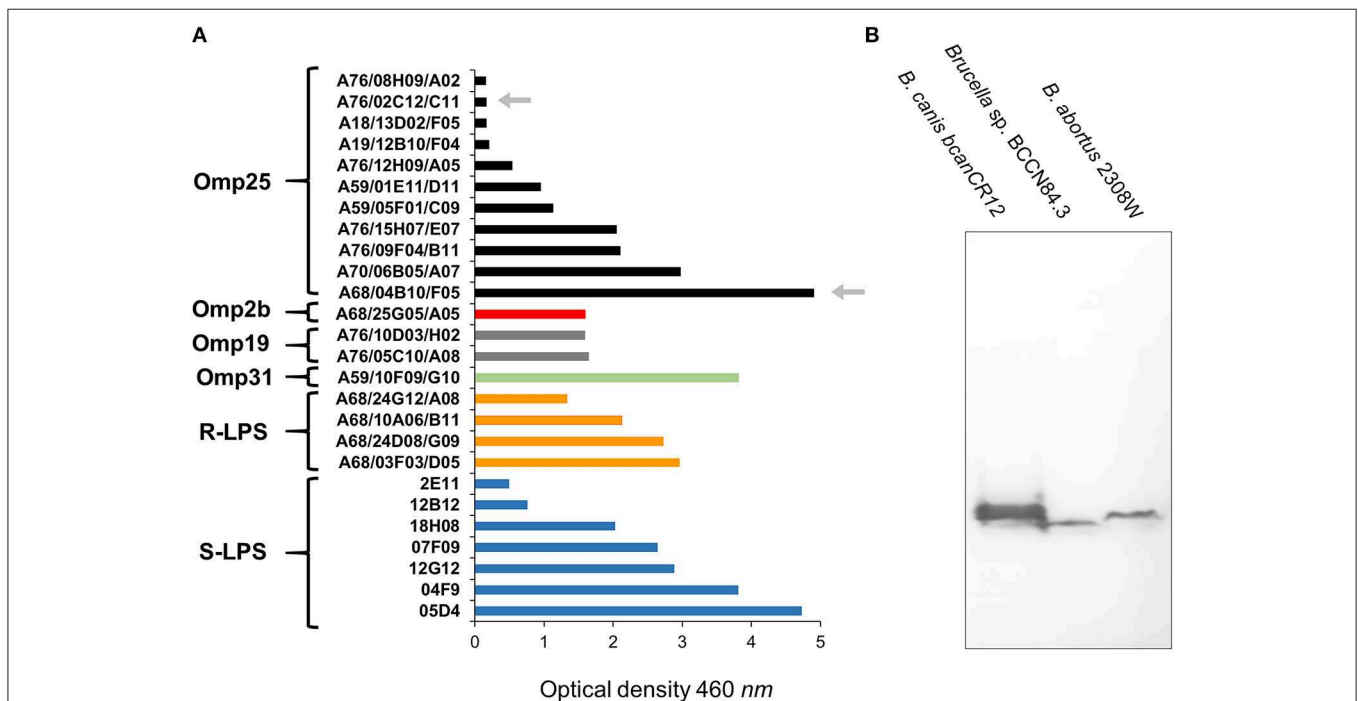 A
Omp25
A76/08H09/A02
A76/02C12/C11
A18/13D02/F05
A19/12B10/F04
A76/12H09/A05
A59/01E11/D11
A59/05F01/C09
A76/15H07/E07
A76/09F04/B11
A70/06B05/A07
A68/04B10/F05
Omp2b
A68/25G05/A05
Omp19
A76/10D03/H02
A76/05C10/A08
Omp31
A59/10F09/G10
R-LPS
A68/24G12/A08
A68/10A06/B11
A68/24D08/G09
A68/03F03/D05
S-LPS
2E11
12B12
18H08
07F09
12G12
04F9
05D4
0 1 2 3 4 5
Optical density 460 nm
B
B. canis bcanCR12
Brucella sp. BCCN84.3
B. abortus 2308W